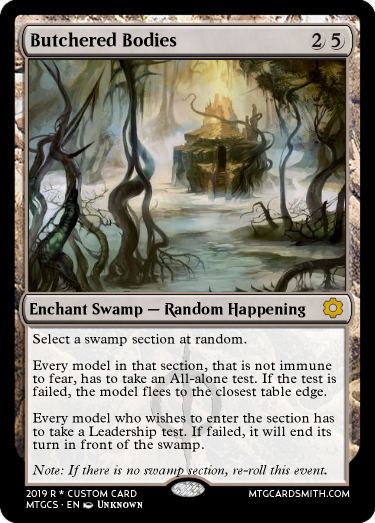 Butchered Bodies 2 5
Enchant Swamp — Random Happening
Select a swamp section at random.
Every model in that section, that is not immune
to fear, has to take an All-alone test. If the test is
failed, the model flees to the closest table edge.
Every model who wishes to enter the section has
to take a Leadership test. If failed, it will end its
turn in front of the swamp.
Note: If there is no swamp section, re-roll this event.
2019 R * CUSTOM CARD
MTGCS · EN Unknown
MTGCARDSMITH.COM